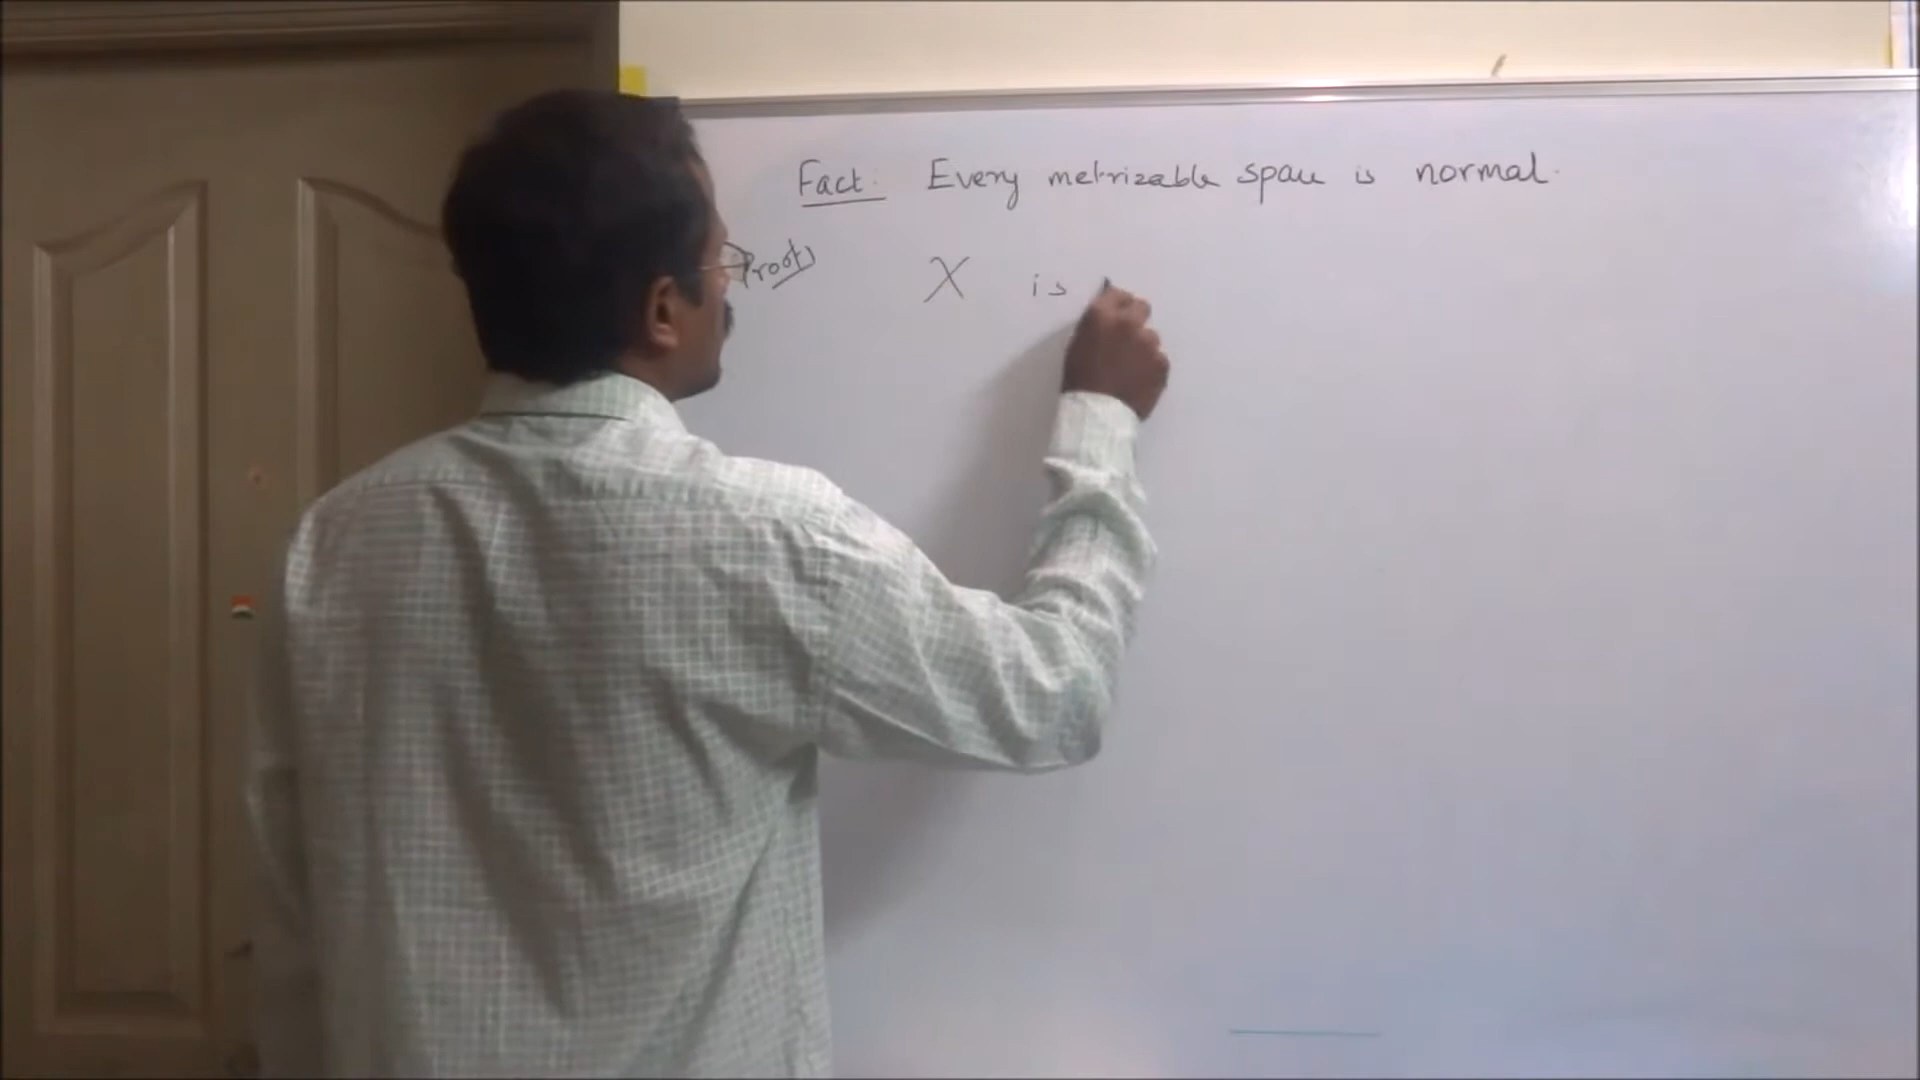 Fact: Every metrizable space is normal.
Proof X is